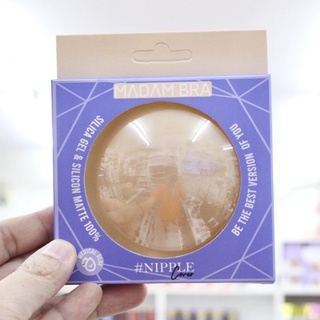 MADAM BRA
SILICA GEL & SILICON MATTE 100%
BE THE BEST VERSION OF YOU
#NIPPLE
Cover